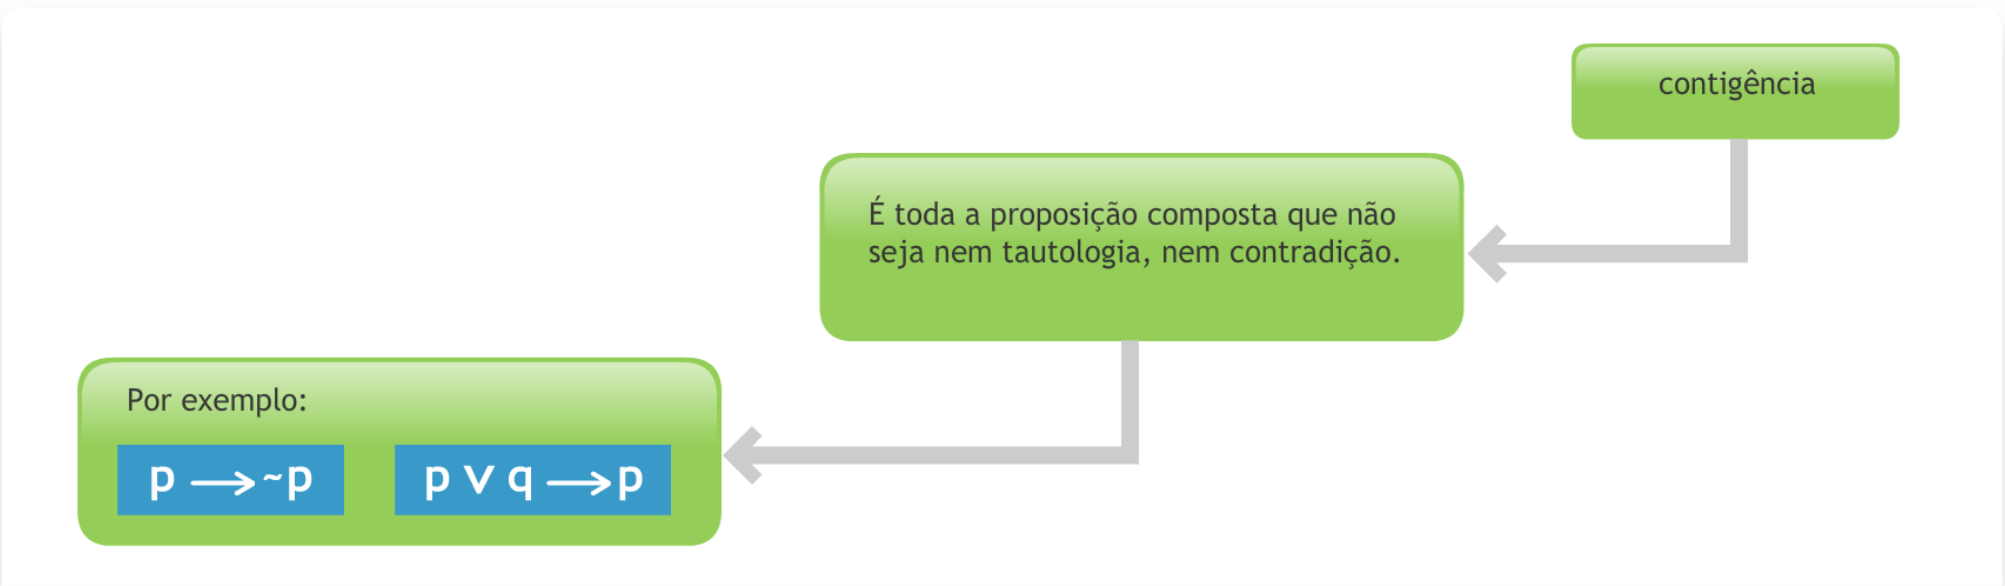 contigência
É toda a proposição composta que não
seja nem tautologia, nem contradição.
Por exemplo:
p → ~p
p ∨ q → p